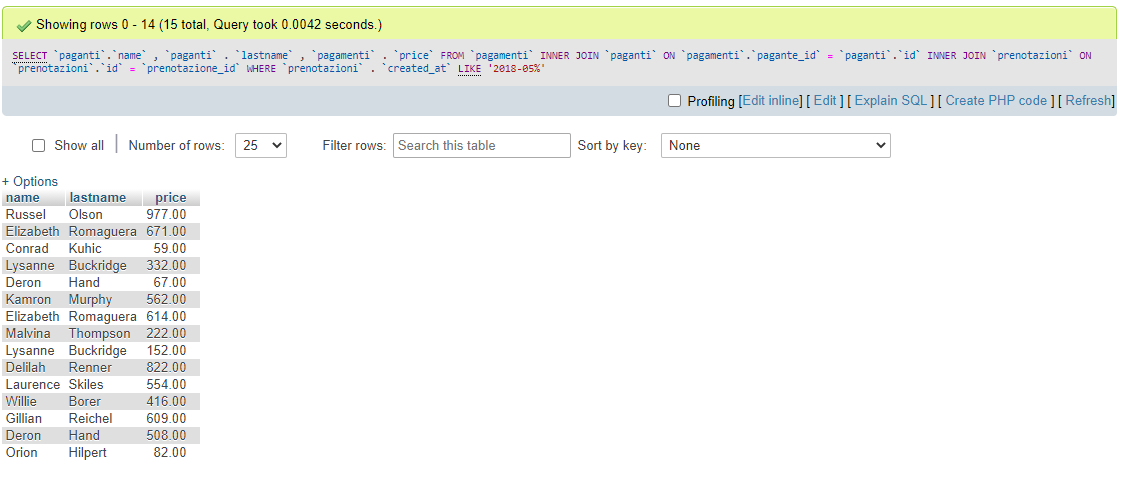 Showing rows 0 - 14 (15 total, Query took 0.0042 seconds.)
SELECT `paganti`.`name` , `paganti` . `lastname` , `pagamenti` . `price` FROM `pagamenti` INNER JOIN `paganti` ON `pagamenti`.`pagante_id` = `paganti`.`id` INNER JOIN `prenotazioni` ON
`prenotazioni`.`id` = `prenotazione_id` WHERE `prenotazioni` . `created_at` LIKE '2018-05%'
Profiling [Edit inline] [ Edit ] [ Explain SQL ] [ Create PHP code ] [ Refresh]
Show all | Number of rows: 25 Filter rows: Search this table Sort by key: None
+ Options
name lastname price
Russel Olson 977.00
Elizabeth Romaguera 671.00
Conrad Kuhic 59.00
Lysanne Buckridge 332.00
Deron Hand 67.00
Kamron Murphy 562.00
Elizabeth Romaguera 614.00
Malvina Thompson 222.00
Lysanne Buckridge 152.00
Delilah Renner 822.00
Laurence Skiles 554.00
Willie Borer 416.00
Gillian Reichel 609.00
Deron Hand 508.00
Orion Hilpert 82.00